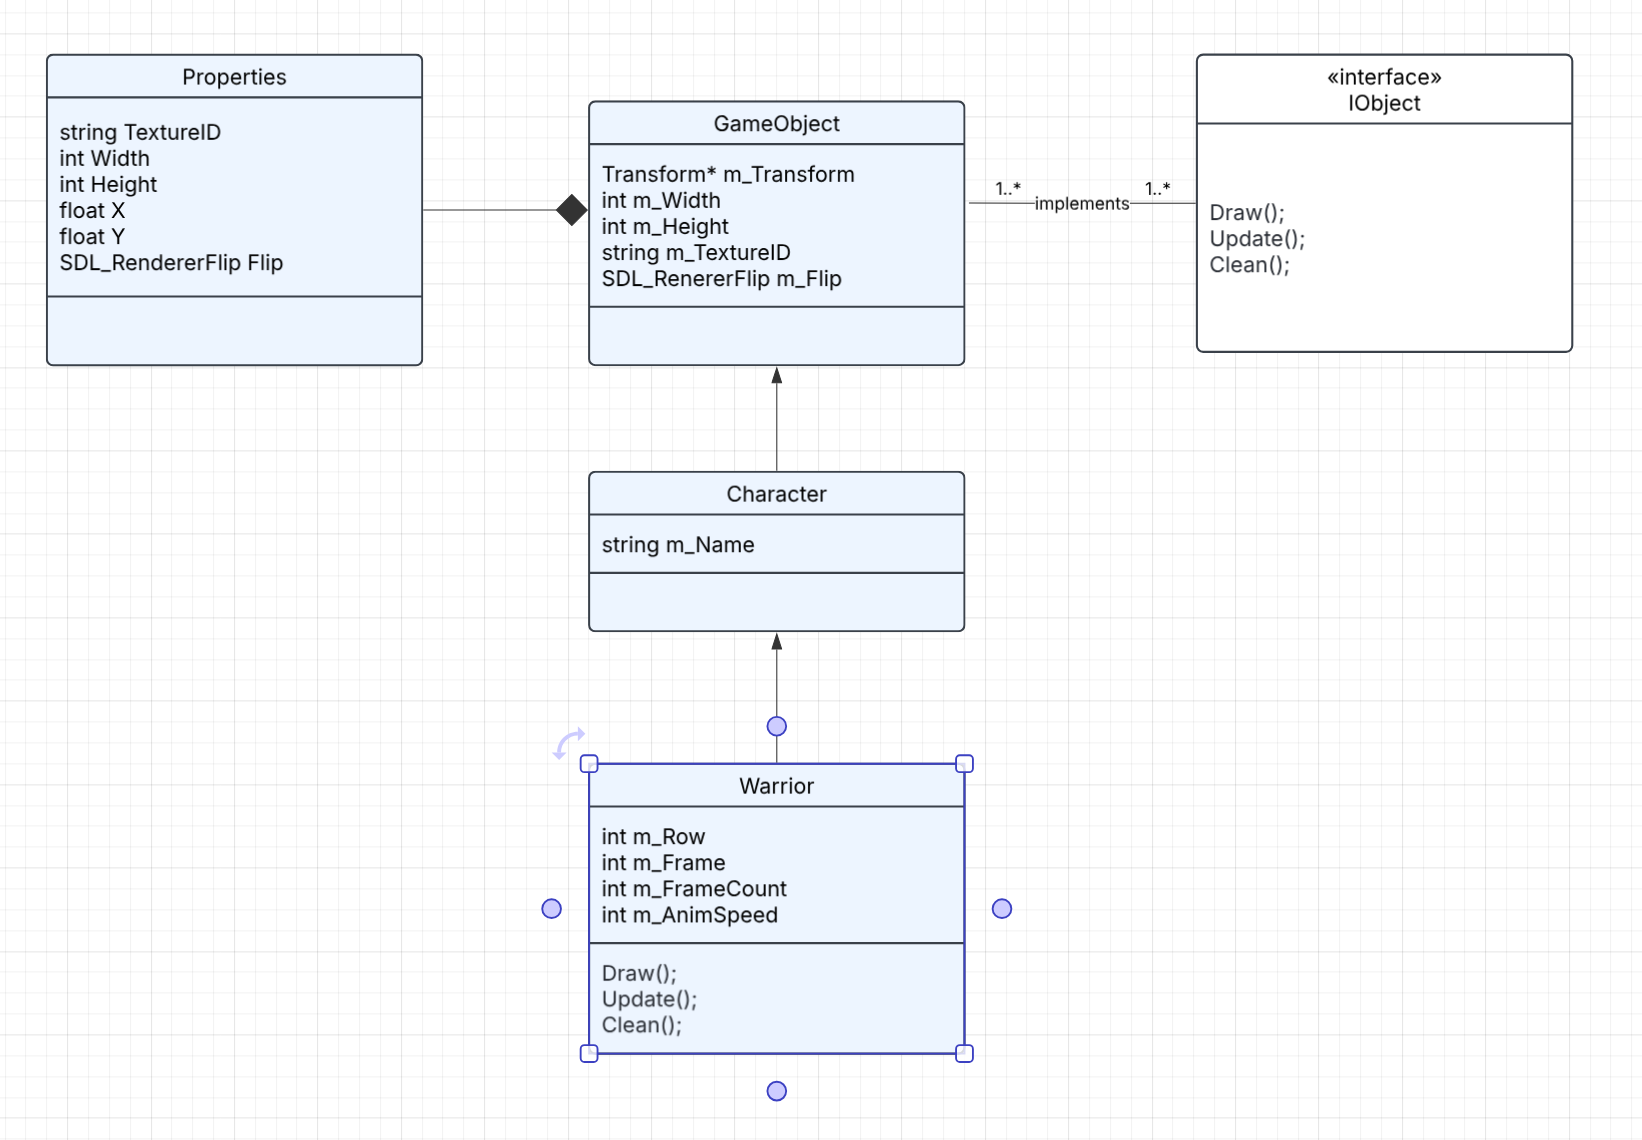 Properties
string TextureID
int Width
int Height
float X
float Y
SDL_RendererFlip Flip
GameObject
Transform* m_Transform
int m_Width
int m_Height
string m_TextureID
SDL_RenererFlip m_Flip
1..*
implements
1..*
«interface»
IObject
Draw();
Update();
Clean();
Character
string m_Name
Warrior
int m_Row
int m_Frame
int m_FrameCount
int m_AnimSpeed
Draw();
Update();
Clean();